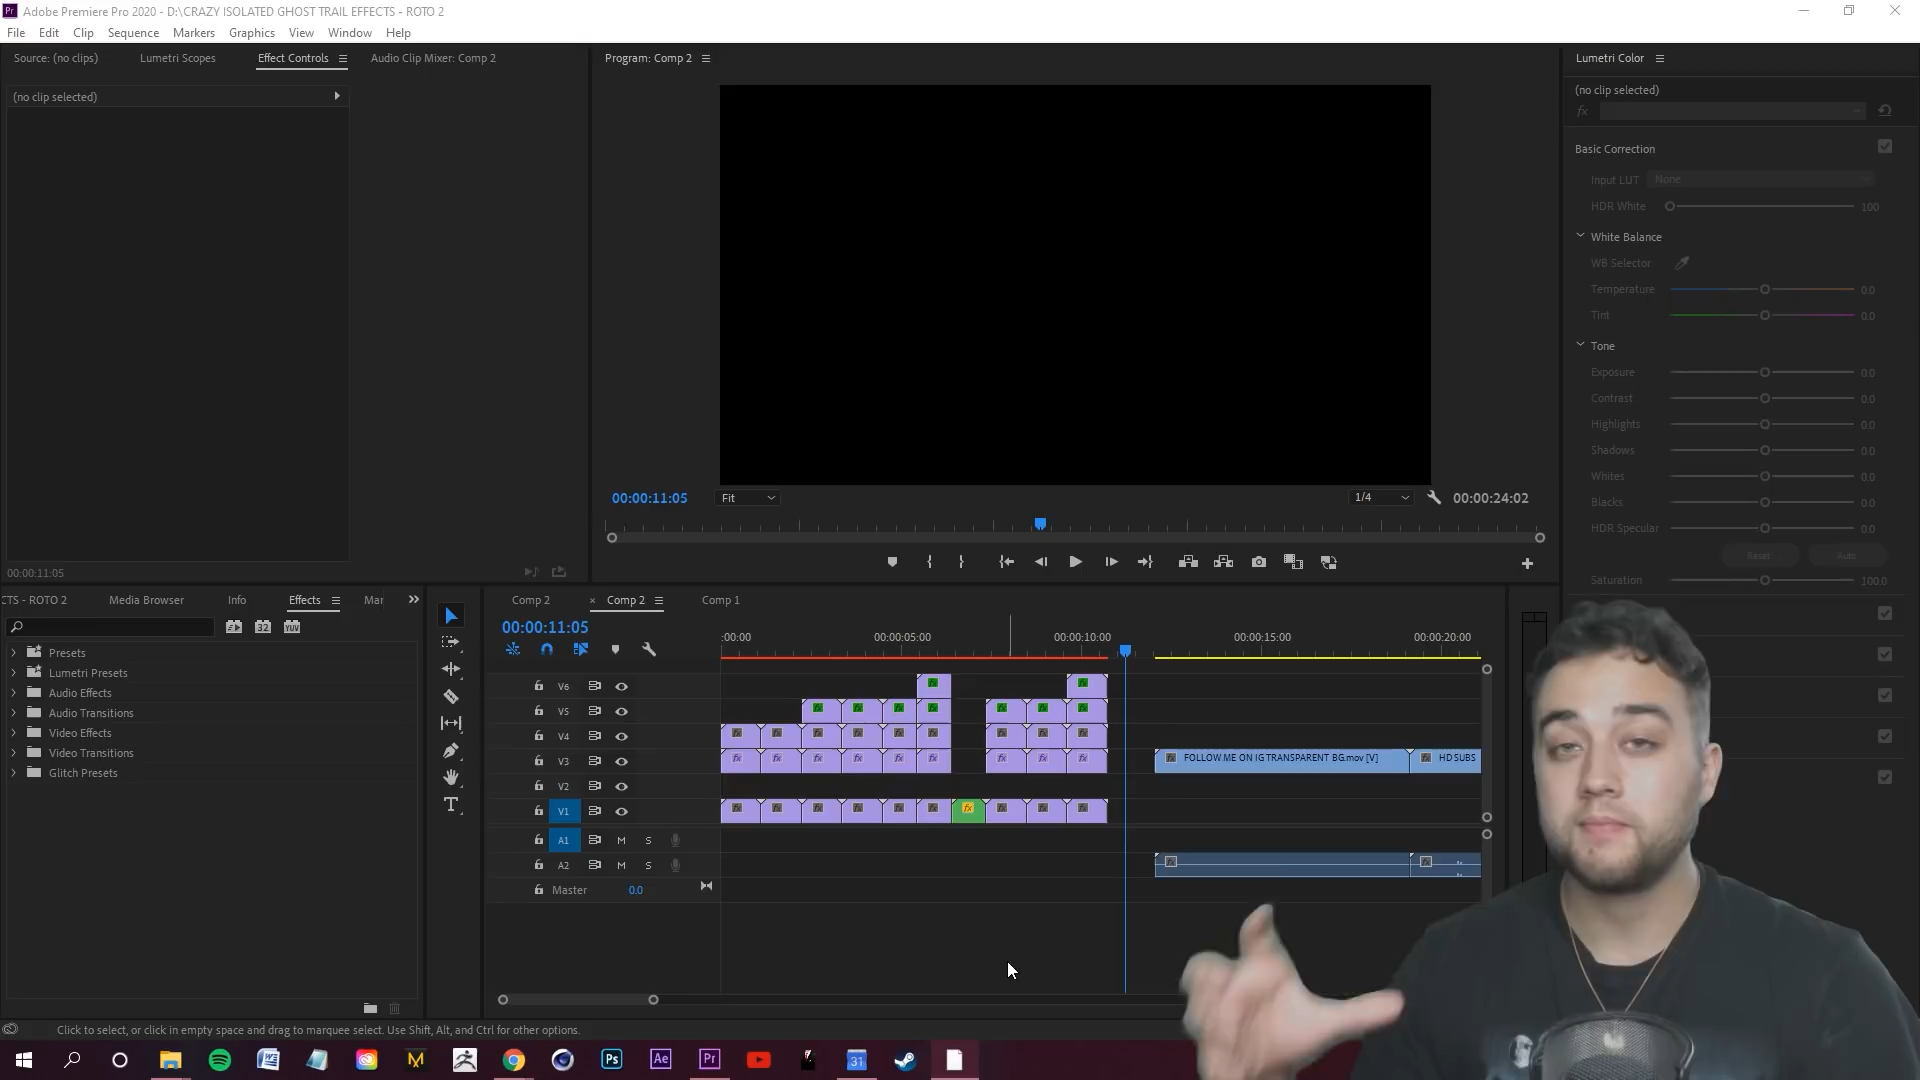 Adobe Premiere Pro 2020 - D:\CRAZY ISOLATED GHOST TRAIL EFFECTS - ROTO 2
File Edit Clip Sequence Markers Graphics View Window Help
Source: (no clips) Lumetri Scopes Effect Controls Audio Clip Mixer: Comp 2
Program: Comp 2
Lumetri Color
(no clip selected)
(no clip selected)
fx
Basic Correction
Input LUT None
HDR White 100
White Balance
WB Selector
Temperature 0.0
Tint 0.0
Tone
Exposure 0.0
Contrast 0.0
Highlights 0.0
Shadows 0.0
Whites 0.0
Blacks 0.0
HDR Specular 0.0
Reset Auto
Saturation 100.0
00:00:11:05 Fit 1/4 00:00:24:02
00:00:11:05
CTS - ROTO 2 Media Browser Info Effects Mar
32 YUV
Presets
Lumetri Presets
Audio Effects
Audio Transitions
Video Effects
Video Transitions
Glitch Presets
Comp 2 × Comp 2 Comp 1
00:00:11:05
:00:00 00:00:05:00 00:00:10:00 00:00:15:00 00:00:20:00
V6
V5
V4
V3 FOLLOW ME ON IG TRANSPARENT BG.mov [V] HD SUBS
V2
V1
A1 M S
A2 M S
Master 0.0
Click to select, or click in empty space and drag to marquee select. Use Shift, Alt, and Ctrl for other options.
Ps Ae Pr 31